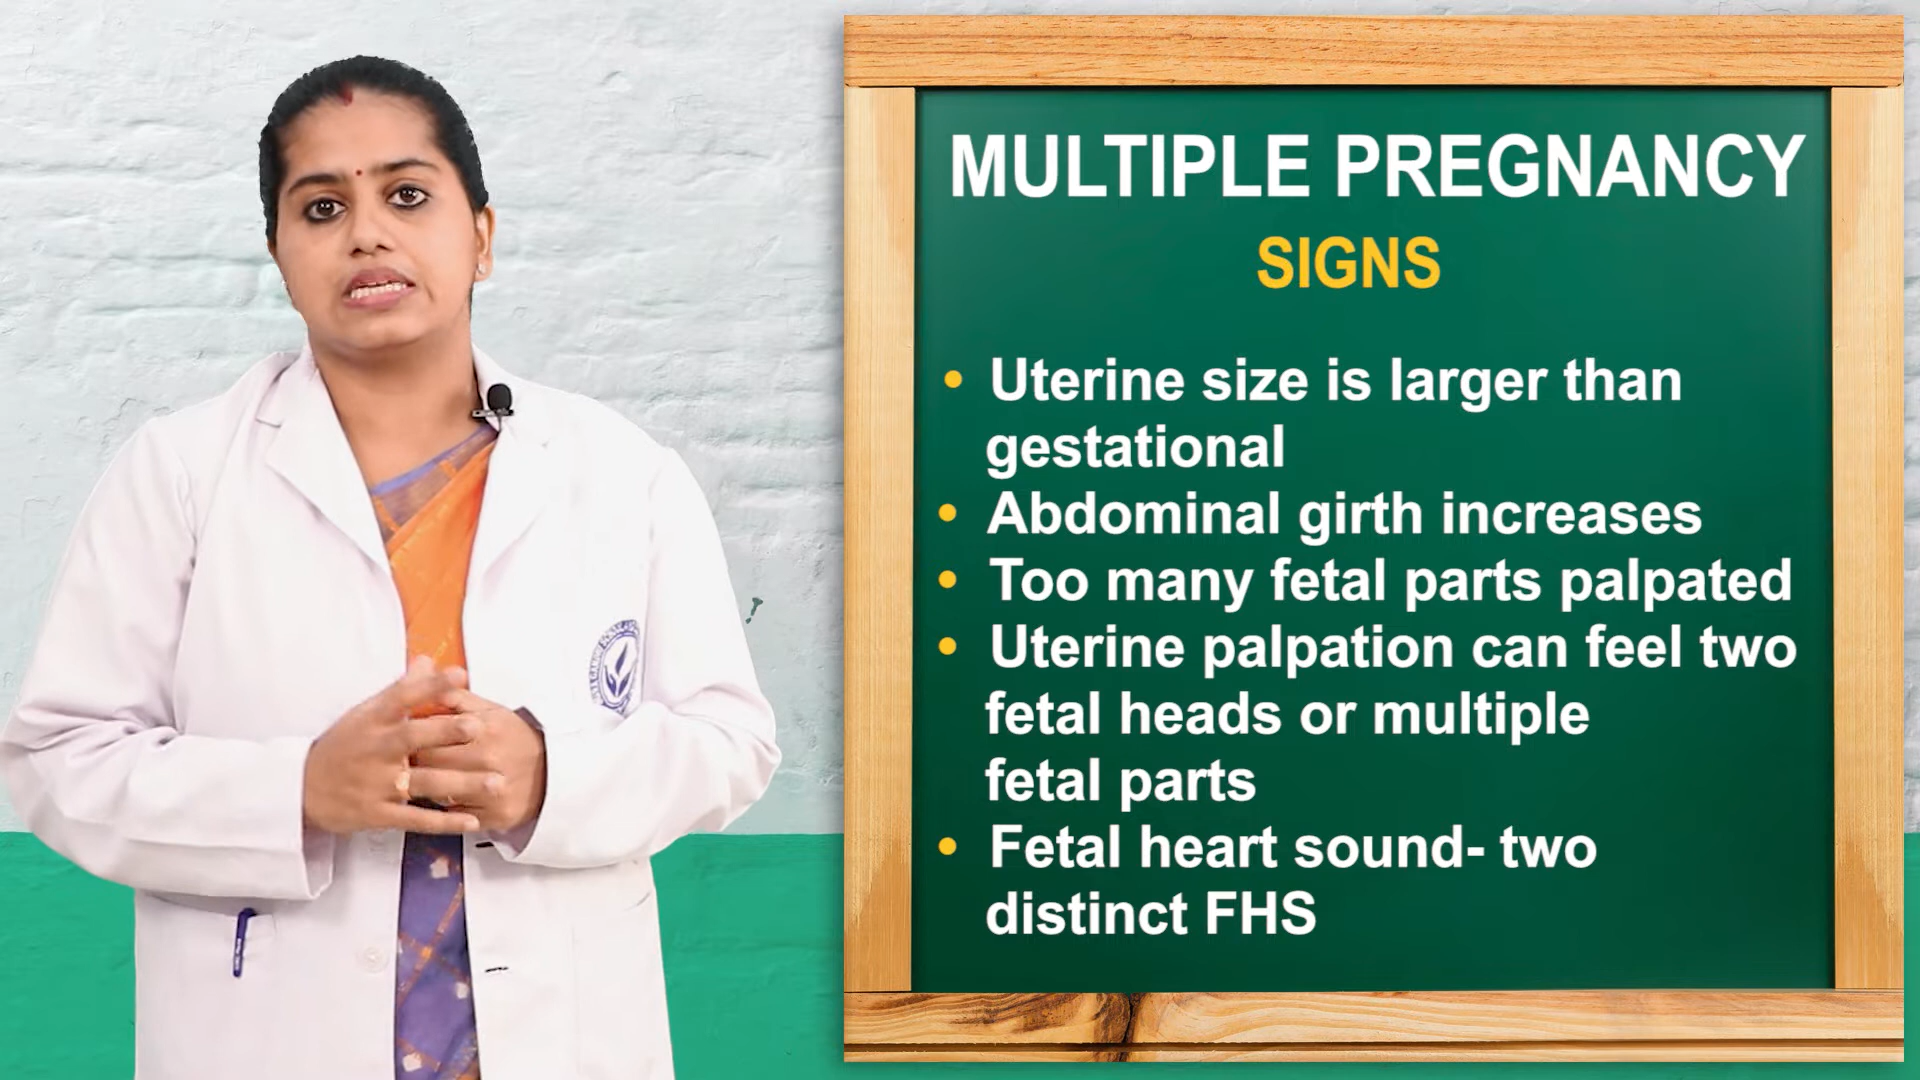 MULTIPLE PREGNANCY
SIGNS
• Uterine size is larger than
gestational
• Abdominal girth increases
• Too many fetal parts palpated
• Uterine palpation can feel two
fetal heads or multiple
fetal parts
• Fetal heart sound- two
distinct FHS